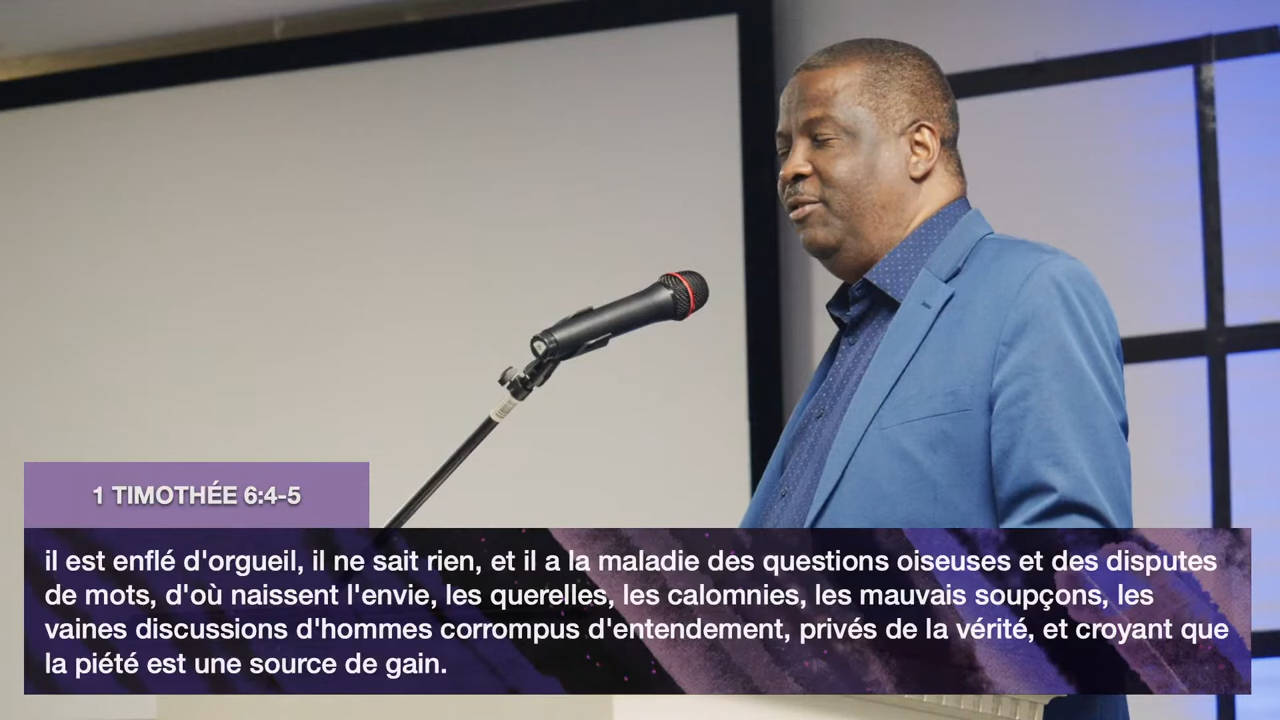 1 TIMOTHÉE 6:4-5
il est enflé d'orgueil, il ne sait rien, et il a la maladie des questions oiseuses et des disputes
de mots, d'où naissent l'envie, les querelles, les calomnies, les mauvais soupçons, les
vaines discussions d'hommes corrompus d'entendement, privés de la vérité, et croyant que
la piété est une source de gain.